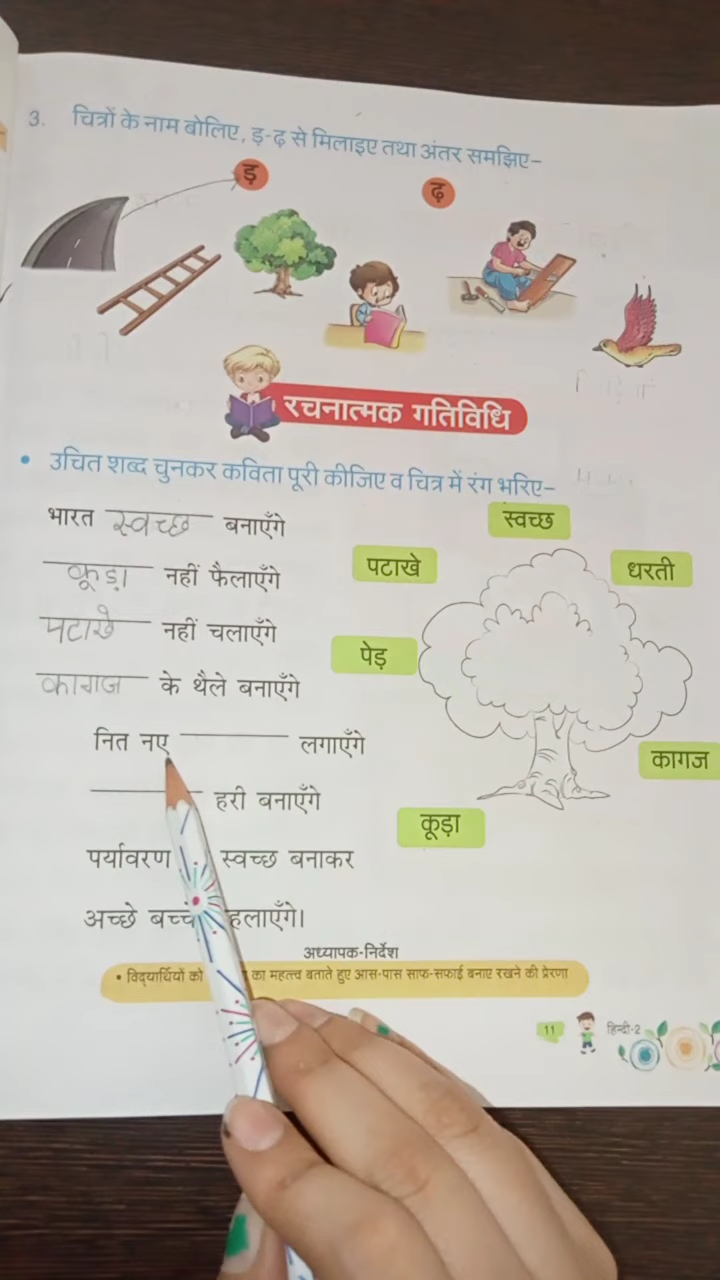 3. चित्रों के नाम बोलिए, ड़-ढ़ से मिलाइए तथा अंतर समझिए–
ड़
ढ़
रचनात्मक गतिविधि
• उचित शब्द चुनकर कविता पूरी कीजिए व चित्र में रंग भरिए–
भारत स्वच्छ बनाएँगे
कूड़ा नहीं फैलाएँगे
पटाखे नहीं चलाएँगे
कागज के थैले बनाएँगे
नित नए ________ लगाएँगे
________ हरी बनाएँगे
पर्यावरण स्वच्छ बनाकर
अच्छे बच्चे हलाएँगे।
स्वच्छ
पटाखे
धरती
पेड़
कागज
कूड़ा
अध्यापक-निर्देश
• विद्यार्थियों को का महत्त्व बताते हुए आस-पास साफ-सफाई बनाए रखने की प्रेरणा
11
हिन्दी-2